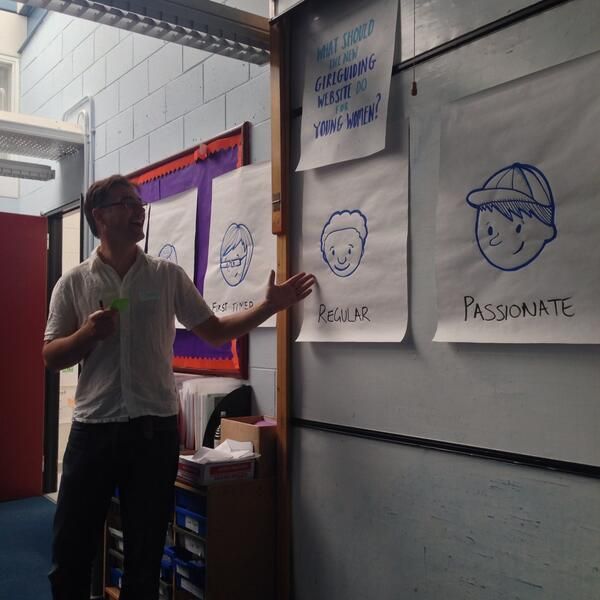 WHAT SHOULD
THE NEW
GIRLGUIDING
WEBSITE DO
FOR
YOUNG WOMEN?
FIRST TIMER
REGULAR
PASSIONATE